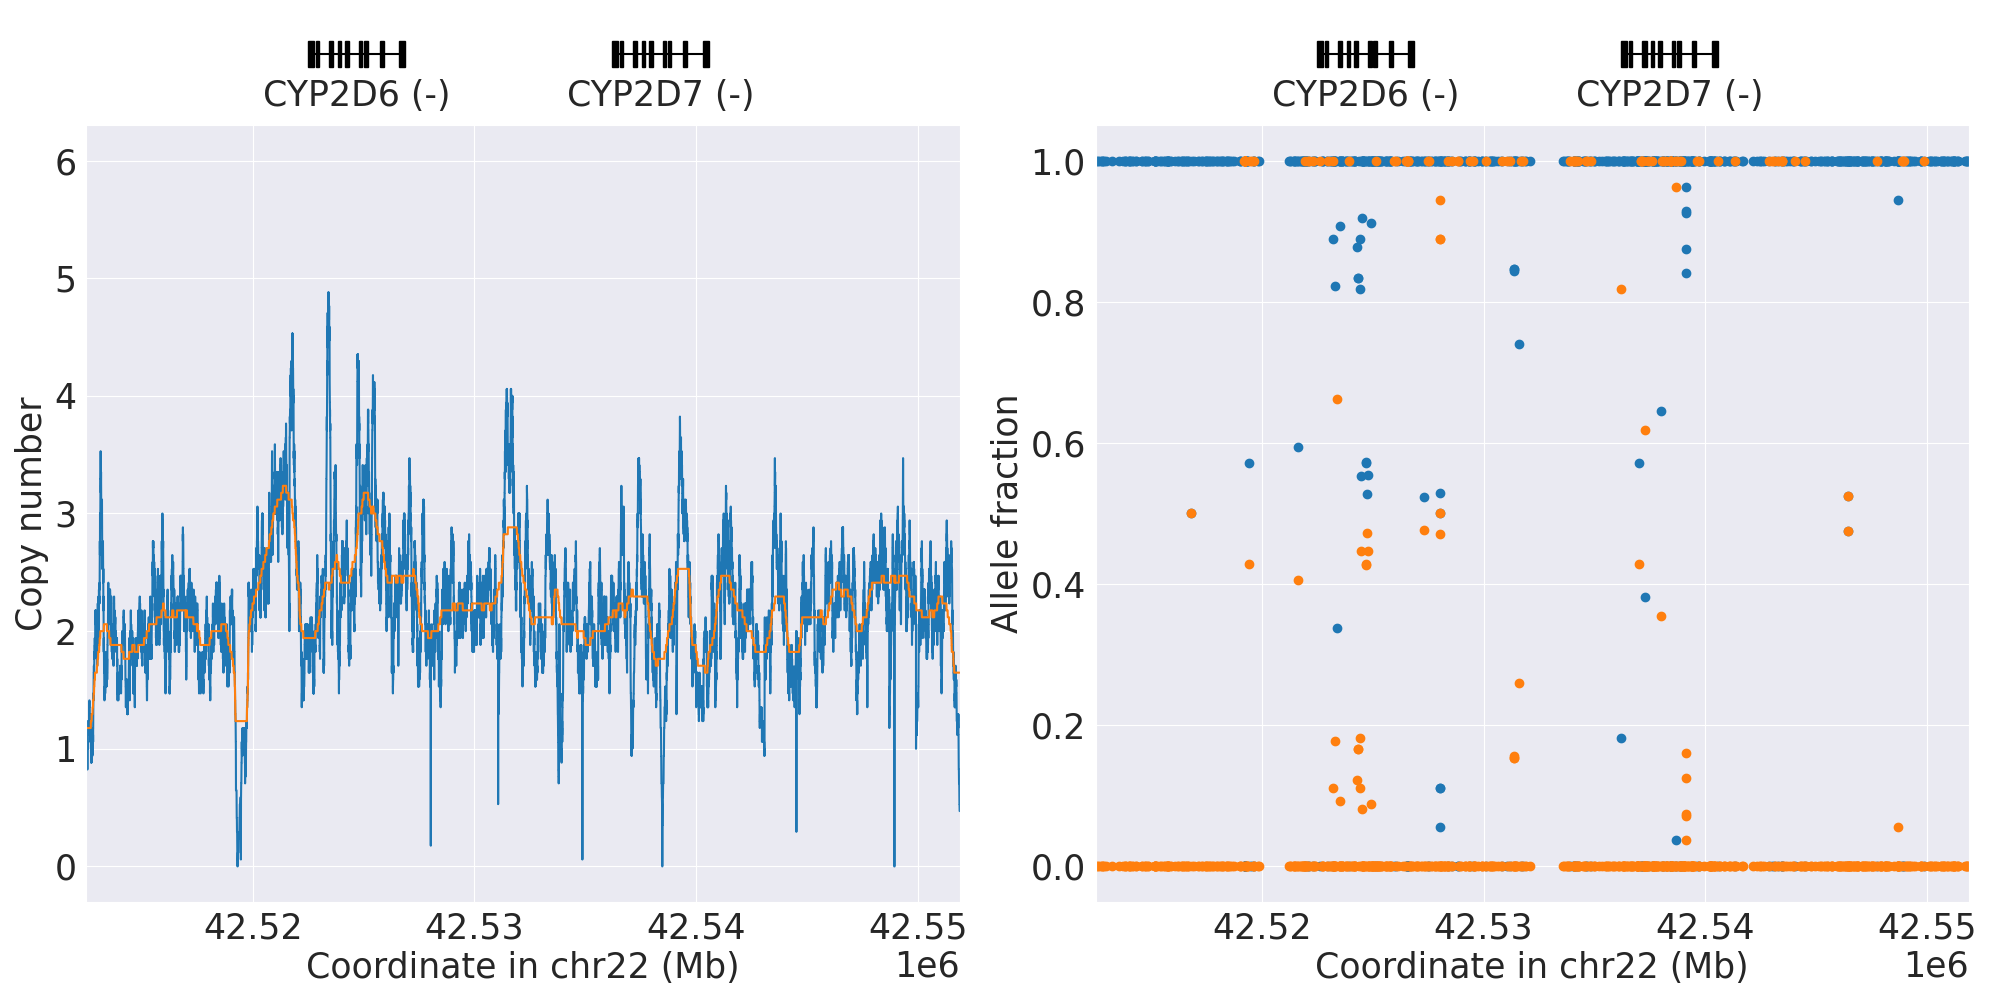 CYP2D6 (-) CYP2D7 (-)
6
5
4
3
2
1
0
Copy number
42.52 42.53 42.54 42.55
Coordinate in chr22 (Mb) 1e6
CYP2D6 (-) CYP2D7 (-)
1.0
0.8
0.6
0.4
0.2
0.0
Allele fraction
42.52 42.53 42.54 42.55
Coordinate in chr22 (Mb) 1e6